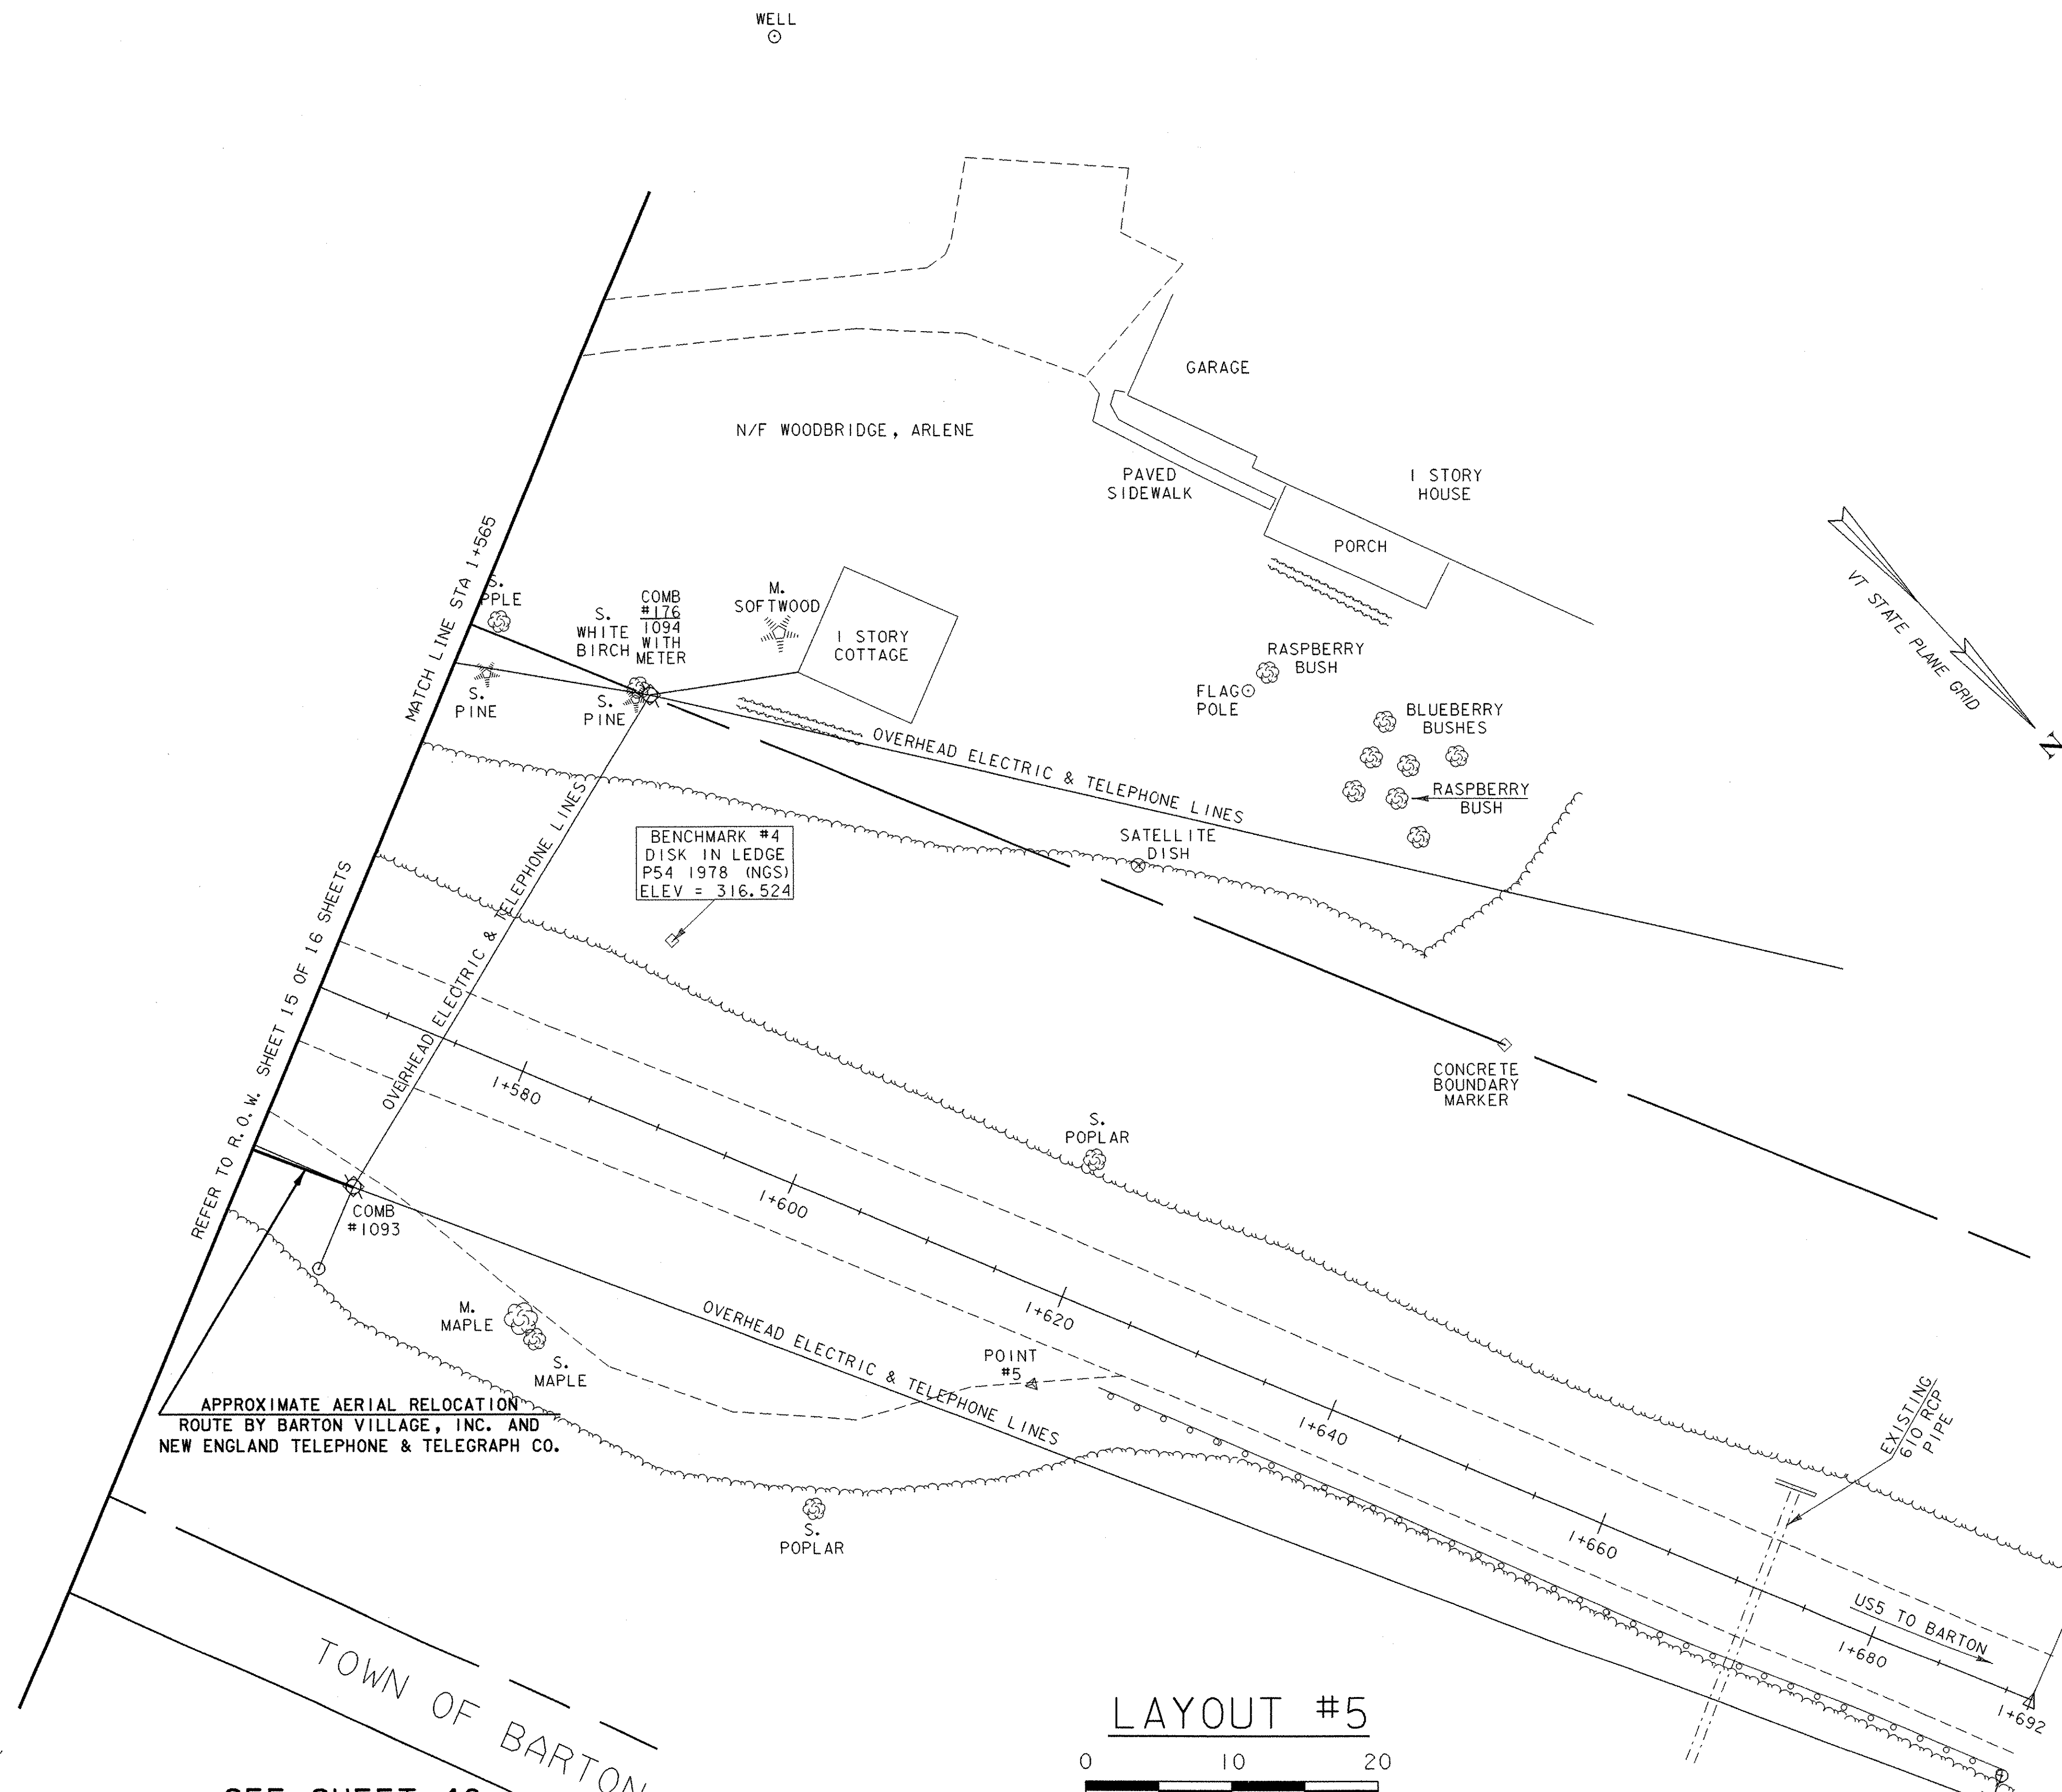 WELL
GARAGE
N/F WOODBRIDGE, ARLENE
PAVED
SIDEWALK
1 STORY
HOUSE
PORCH
MATCH LINE STA 1+565
S.
PPLE
S.
WHITE
BIRCH
COMB
#176
1094
WITH
METER
M.
SOFTWOOD
1 STORY
COTTAGE
S.
PINE
S.
PINE
RASPBERRY
BUSH
FLAG
POLE
BLUEBERRY
BUSHES
RASPBERRY
BUSH
VT STATE PLANE GRID
N
OVERHEAD ELECTRIC & TELEPHONE LINES
OVERHEAD ELECTRIC & TELEPHONE LINES
BENCHMARK #4
DISK IN LEDGE
P54 1978 (NGS)
ELEV = 316.524
SATELLITE
DISH
CONCRETE
BOUNDARY
MARKER
REFER TO R.O.W. SHEET 15 OF 16 SHEETS
1+580
1+600
1+620
1+640
1+660
1+680
1+692
S.
POPLAR
COMB
#1093
M.
MAPLE
S.
MAPLE
OVERHEAD ELECTRIC & TELEPHONE LINES
POINT
#5
APPROXIMATE AERIAL RELOCATION
ROUTE BY BARTON VILLAGE, INC. AND
NEW ENGLAND TELEPHONE & TELEGRAPH CO.
S.
POPLAR
EXISTING
610 RCP
PIPE
US5 TO BARTON
TOWN OF BARTON
LAYOUT #5
0 10 20